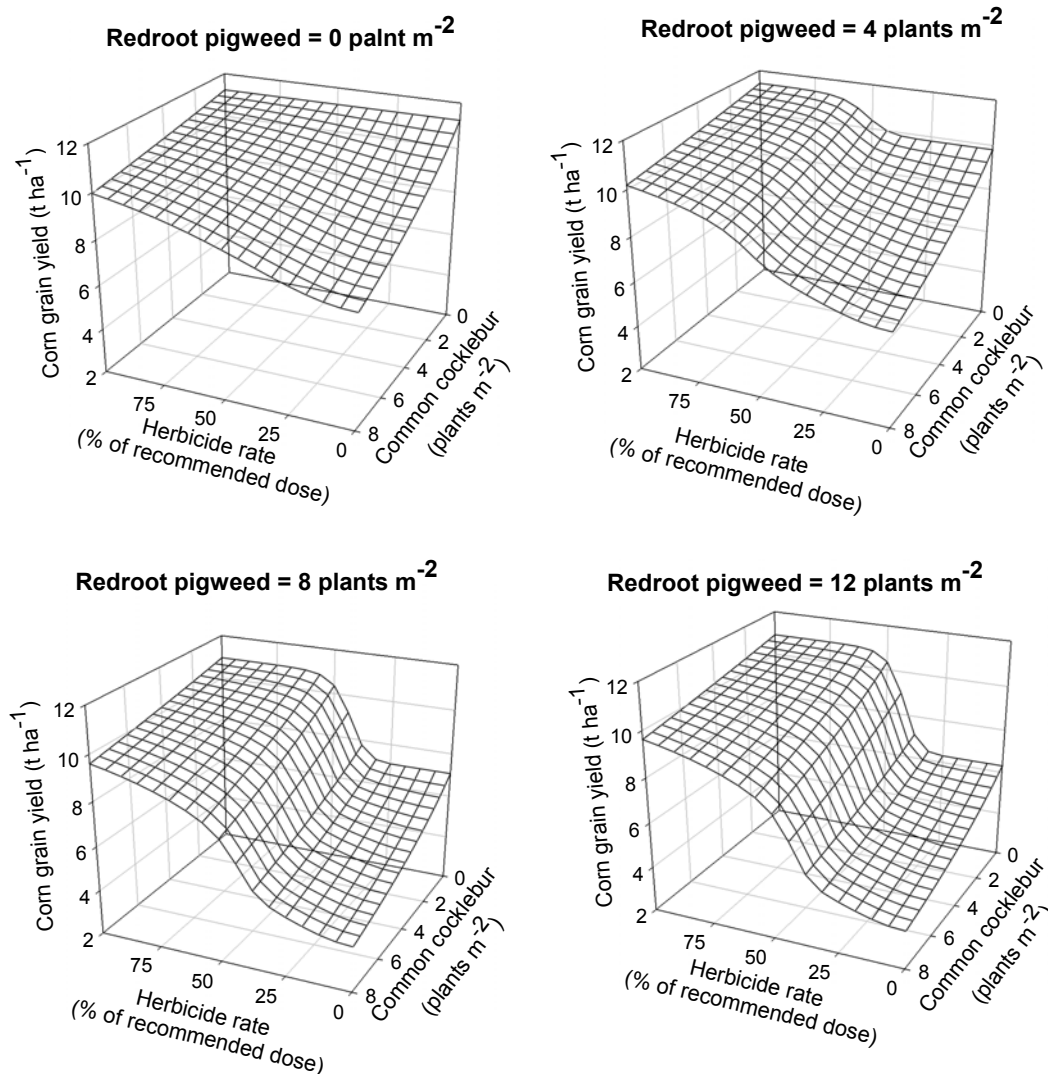 Redroot pigweed = 0 palnt m⁻²
Corn grain yield (t ha⁻¹)
12
10
8
6
4
2
75
50
25
0
Herbicide rate
(% of recommended dose)
0
2
4
6
8
Common cocklebur
(plants m⁻²)
Redroot pigweed = 4 plants m⁻²
Corn grain yield (t ha⁻¹)
12
10
8
6
4
2
75
50
25
0
Herbicide rate
(% of recommended dose)
0
2
4
6
8
Common cocklebur
(plants m⁻²)
Redroot pigweed = 8 plants m⁻²
Corn grain yield (t ha⁻¹)
12
10
8
6
4
2
75
50
25
0
Herbicide rate
(% of recommended dose)
0
2
4
6
8
Common cocklebur
(plants m⁻²)
Redroot pigweed = 12 plants m⁻²
Corn grain yield (t ha⁻¹)
12
10
8
6
4
2
75
50
25
0
Herbicide rate
(% of recommended dose)
0
2
4
6
8
Common cocklebur
(plants m⁻²)